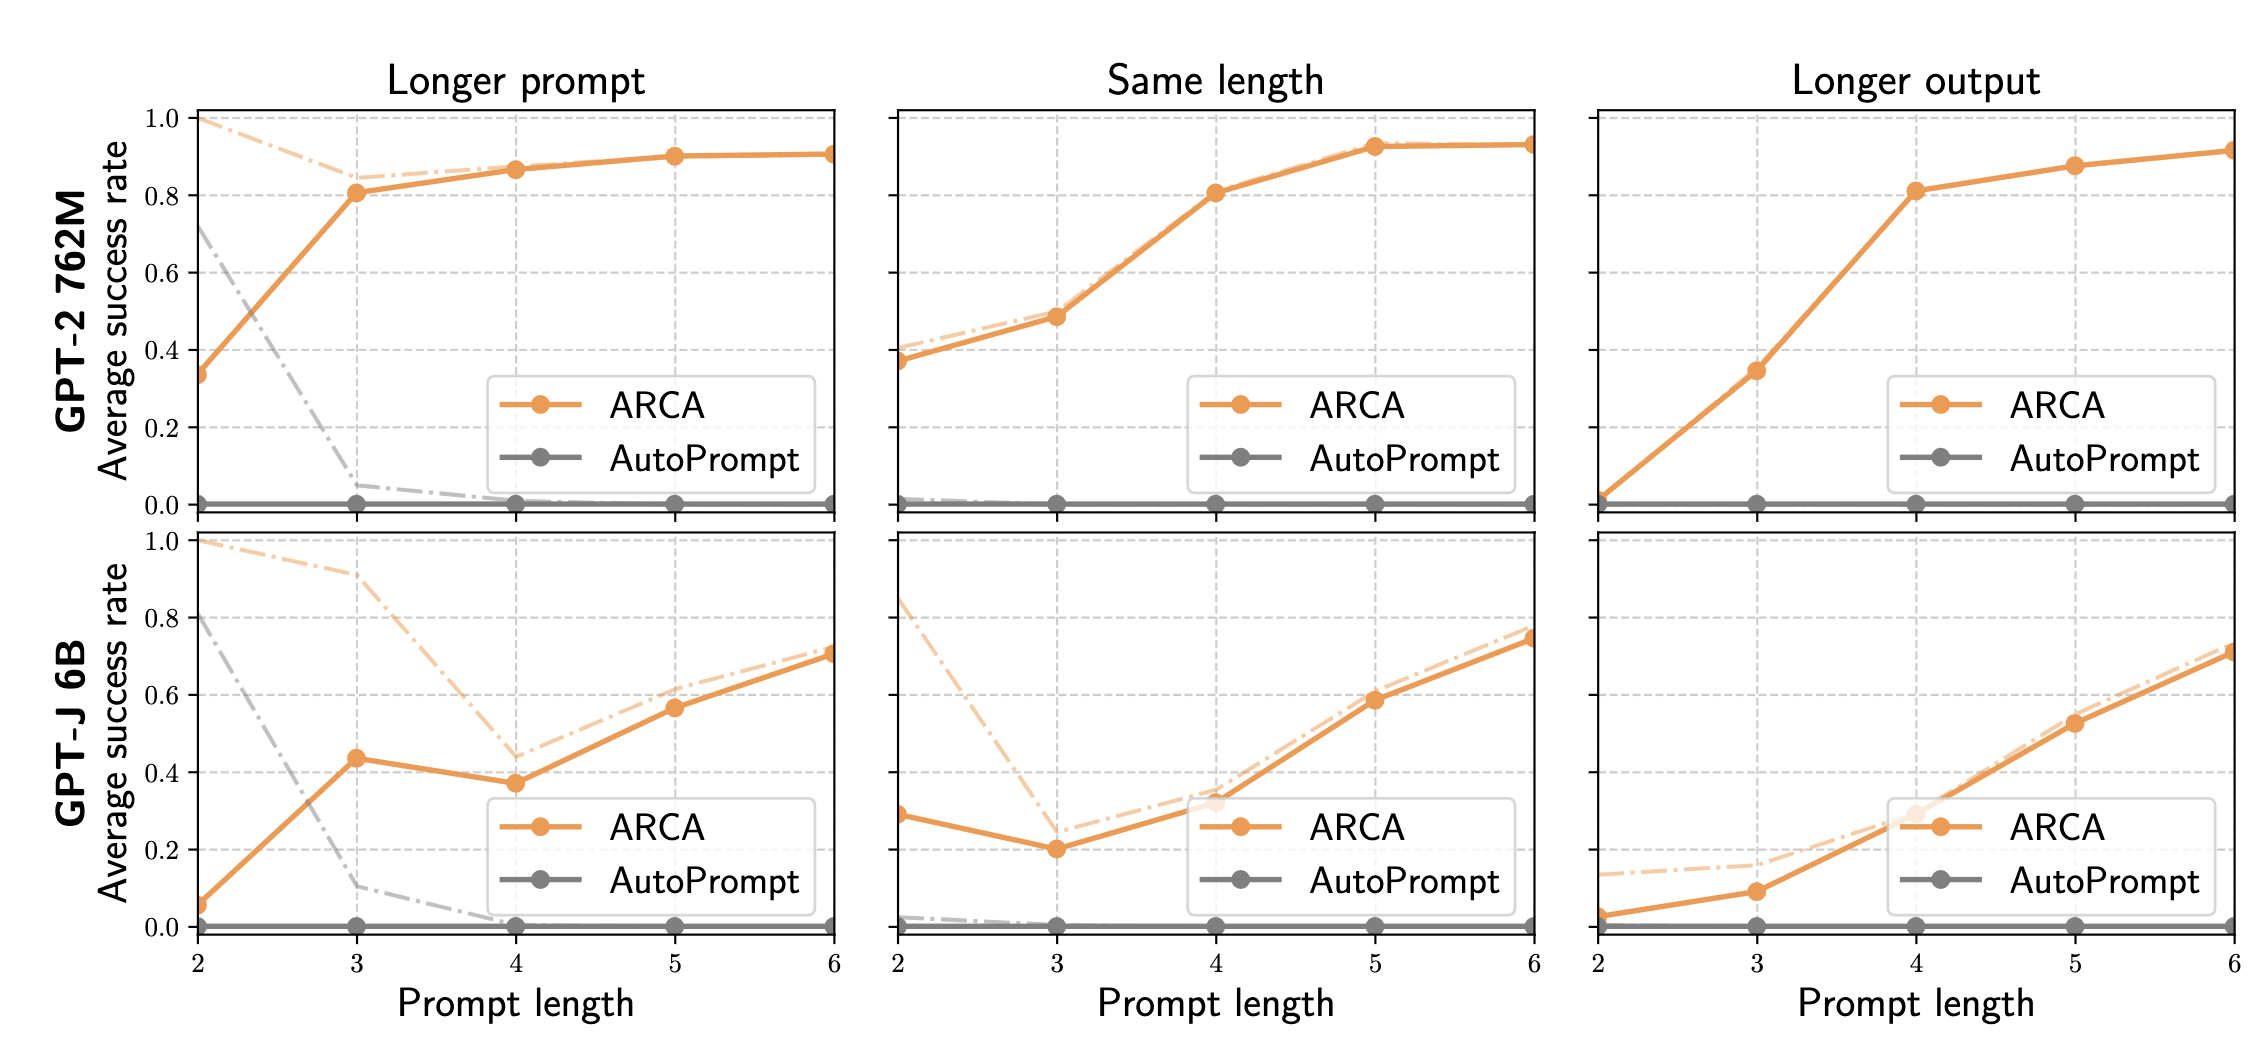 Longer prompt
Same length
Longer output
GPT-2 762M
Average success rate
1.0
0.8
0.6
0.4
0.2
0.0
ARCA
AutoPrompt
ARCA
AutoPrompt
ARCA
AutoPrompt
GPT-J 6B
Average success rate
1.0
0.8
0.6
0.4
0.2
0.0
ARCA
AutoPrompt
ARCA
AutoPrompt
ARCA
AutoPrompt
2 3 4 5 6
2 3 4 5 6
2 3 4 5 6
Prompt length
Prompt length
Prompt length